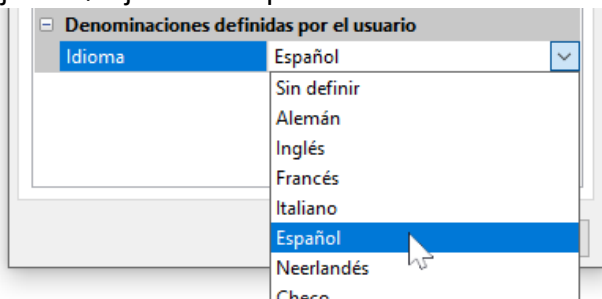 Denominaciones definidas por el usuario
Idioma Español
Sin definir
Alemán
Inglés
Francés
Italiano
Español
Neerlandés
Checo